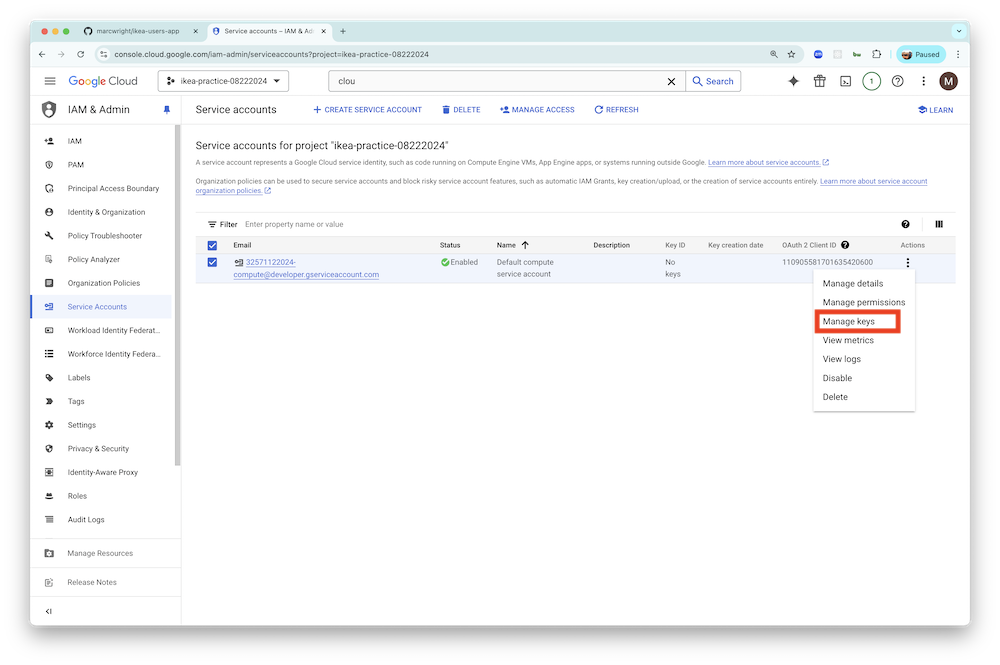 marcwright/ikea-users-app
Service accounts – IAM & Ad
console.cloud.google.com/iam-admin/serviceaccounts?project=ikea-practice-08222024
Paused
Google Cloud
ikea-practice-08222024
clou
Search
1
M
IAM & Admin
Service accounts
CREATE SERVICE ACCOUNT
DELETE
MANAGE ACCESS
REFRESH
LEARN
IAM
PAM
Principal Access Boundary
Identity & Organization
Policy Troubleshooter
Policy Analyzer
Organization Policies
Service Accounts
Workload Identity Federat...
Workforce Identity Federa...
Labels
Tags
Settings
Privacy & Security
Identity-Aware Proxy
Roles
Audit Logs
Manage Resources
Release Notes
Service accounts for project "ikea-practice-08222024"
A service account represents a Google Cloud service identity, such as code running on Compute Engine VMs, App Engine apps, or systems running outside Google. Learn more about service accounts.
Organization policies can be used to secure service accounts and block risky service account features, such as automatic IAM Grants, key creation/upload, or the creation of service accounts entirely. Learn more about service account
organization policies.
Filter Enter property name or value
Email Status Name Description Key ID Key creation date OAuth 2 Client ID Actions
32571122024-
compute@developer.gserviceaccount.com
Enabled
Default compute
service account
No
keys
110905581701635420600
Manage details
Manage permissions
Manage keys
View metrics
View logs
Disable
Delete